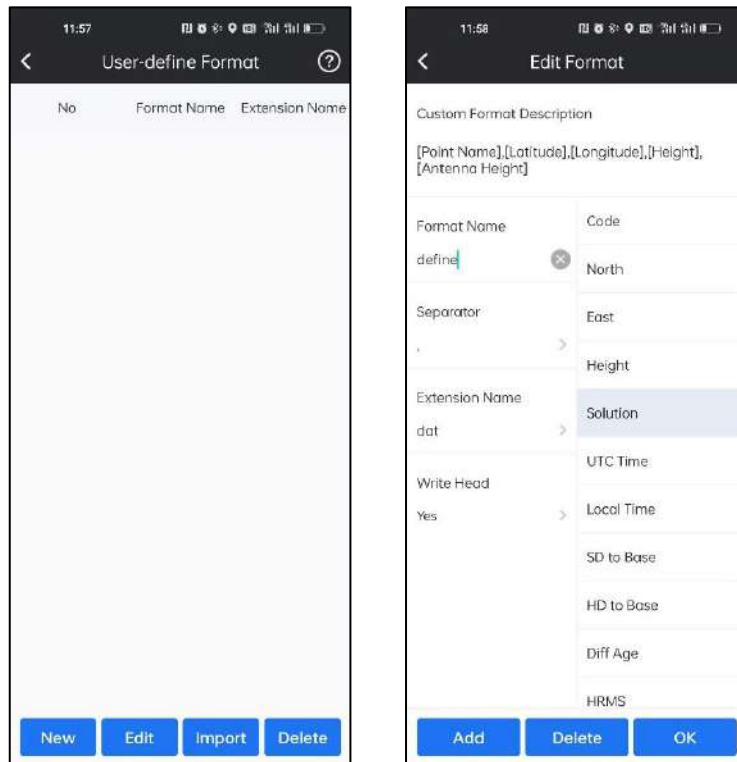 11:57
User-define Format
No Format Name Extension Name
New Edit Import Delete
11:58
Edit Format
Custom Format Description
[Point Name],[Latitude],[Longitude],[Height],
[Antenna Height]
Format Name
define
Separator
,
Extension Name
dat
Write Head
Yes
Code
North
East
Height
Solution
UTC Time
Local Time
SD to Base
HD to Base
Diff Age
HRMS
Add Delete OK